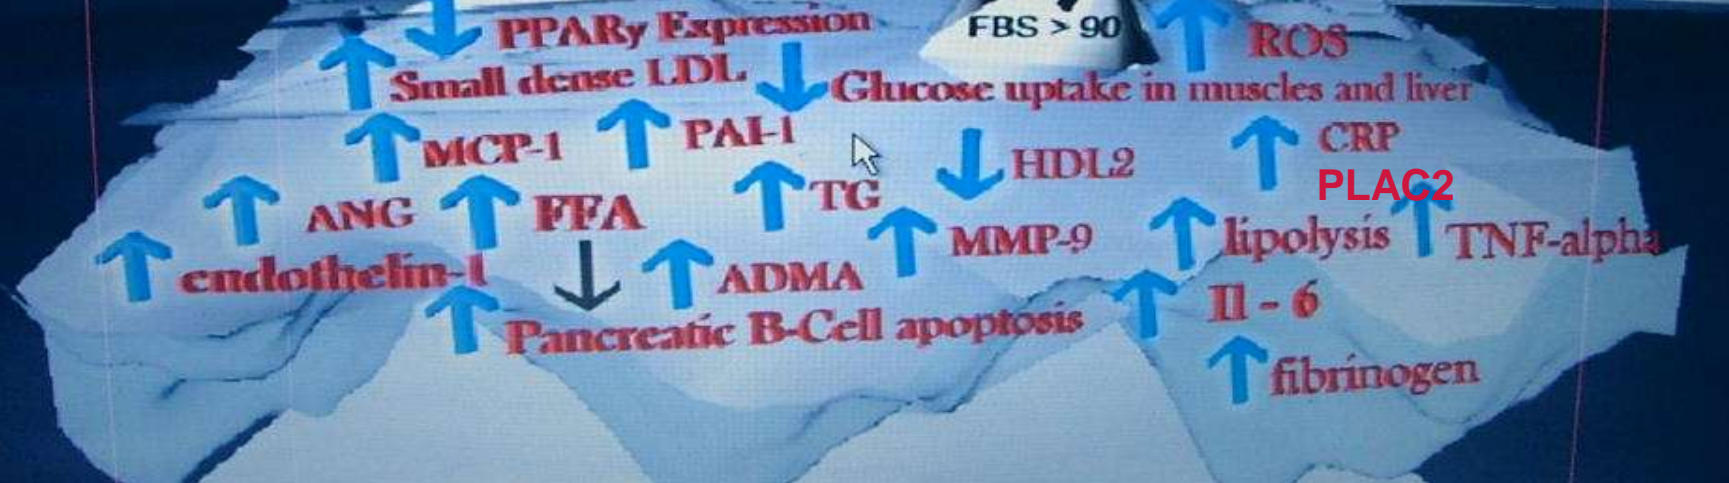 PPARγ Expression
FBS > 90
ROS
Small dense LDL
Glucose uptake in muscles and liver
MCP-1
PAI-1
HDL2
CRP
PLAC2
ANG
FFA
TG
MMP-9
lipolysis
TNF-alpha
endothelin-1
ADMA
Il - 6
Pancreatic B-Cell apoptosis
fibrinogen